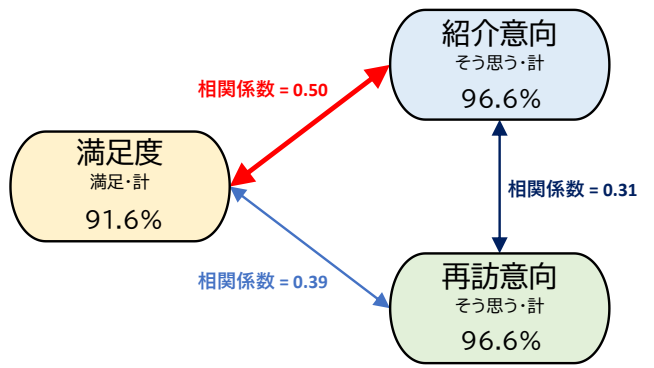 紹介意向
そう思う・計
96.6%
相関係数 = 0.50
満足度
満足・計
91.6%
相関係数 = 0.31
相関係数 = 0.39
再訪意向
そう思う・計
96.6%